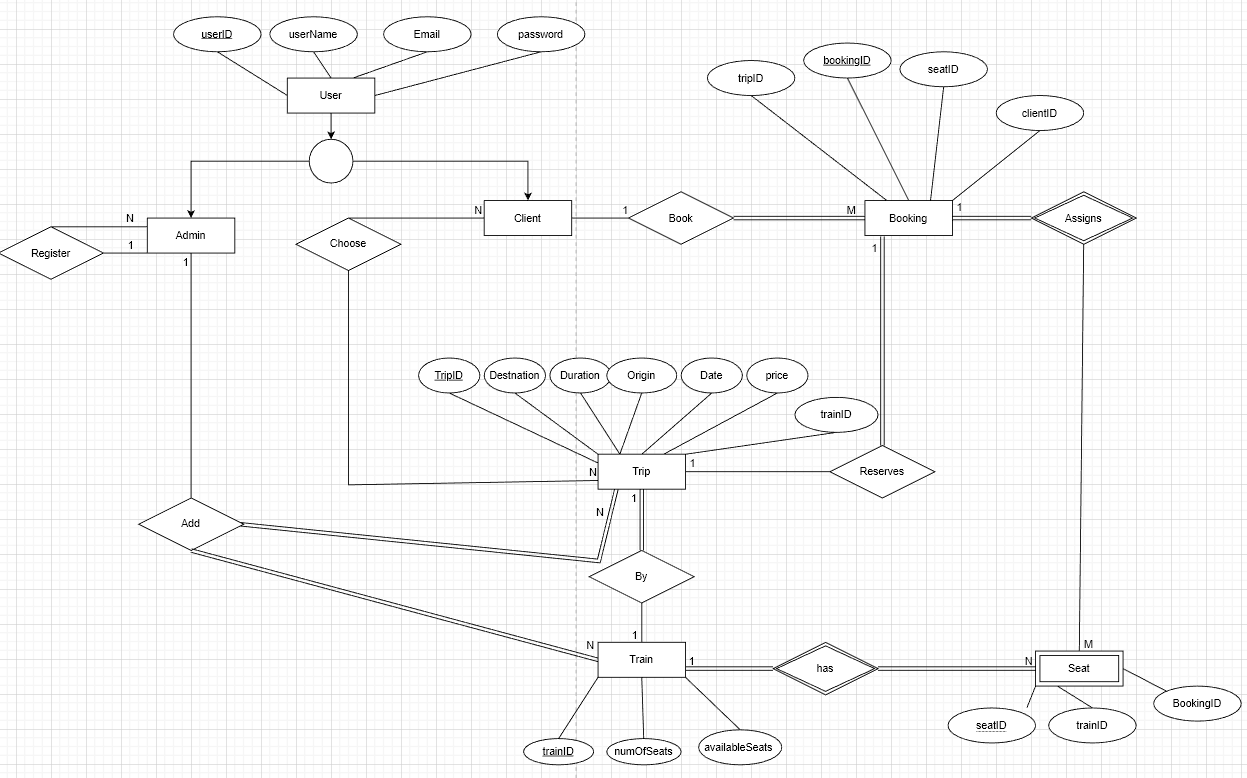 userID
userName
Email
password
User
tripID
bookingID
seatID
clientID
N
Admin
1
Register
1
N
Client
Choose
1
Book
M
Booking
1
Assigns
1
TripID
Destnation
Duration
Origin
Date
price
trainID
N
Trip
1
Reserves
N
1
Add
By
1
N
Train
1
has
N
M
Seat
trainID
numOfSeats
availableSeats
seatID
trainID
BookingID